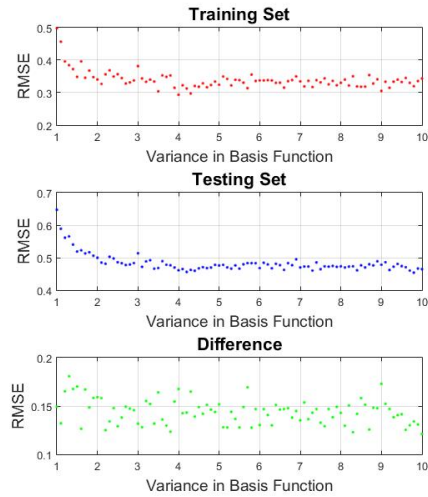 Training Set
0.5
0.4
0.3
0.2
RMSE
1 2 3 4 5 6 7 8 9 10
Variance in Basis Function
Testing Set
0.7
0.6
0.5
0.4
RMSE
1 2 3 4 5 6 7 8 9 10
Variance in Basis Function
Difference
0.2
0.15
0.1
RMSE
1 2 3 4 5 6 7 8 9 10
Variance in Basis Function